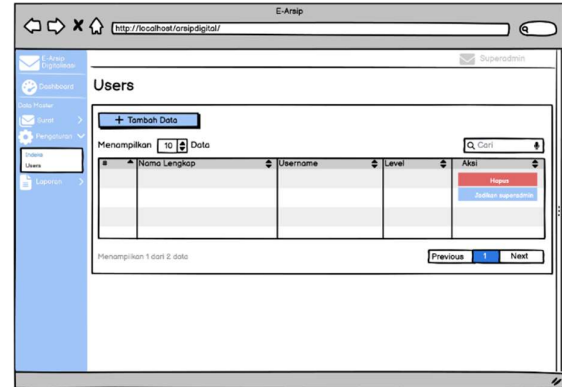 E-Arsip
http://localhost/arsipdigital/
E-Arsip
Digitalisasi
Superadmin
Dashboard
Users
Data Master
Surat
+ Tambah Data
Pengaturan
Menampilkan 10 Data
Cari
Users
# Nama Lengkap Username Level Aksi
Laporan
Hapus
Jadikan superadmin
Menampilkan 1 dari 2 data
Previous 1 Next